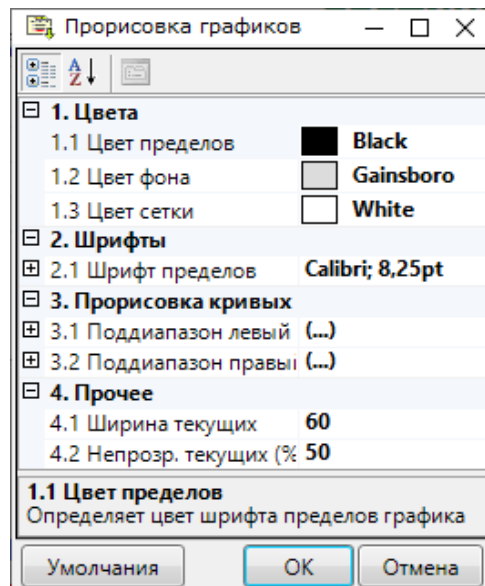 Прорисовка графиков
1. Цвета
1.1 Цвет пределов Black
1.2 Цвет фона Gainsboro
1.3 Цвет сетки White
2. Шрифты
2.1 Шрифт пределов Calibri; 8,25pt
3. Прорисовка кривых
3.1 Поддиапазон левый (...)
3.2 Поддиапазон правы (...)
4. Прочее
4.1 Ширина текущих 60
4.2 Непрозр. текущих (% 50
1.1 Цвет пределов
Определяет цвет шрифта пределов графика
Умолчания OK Отмена